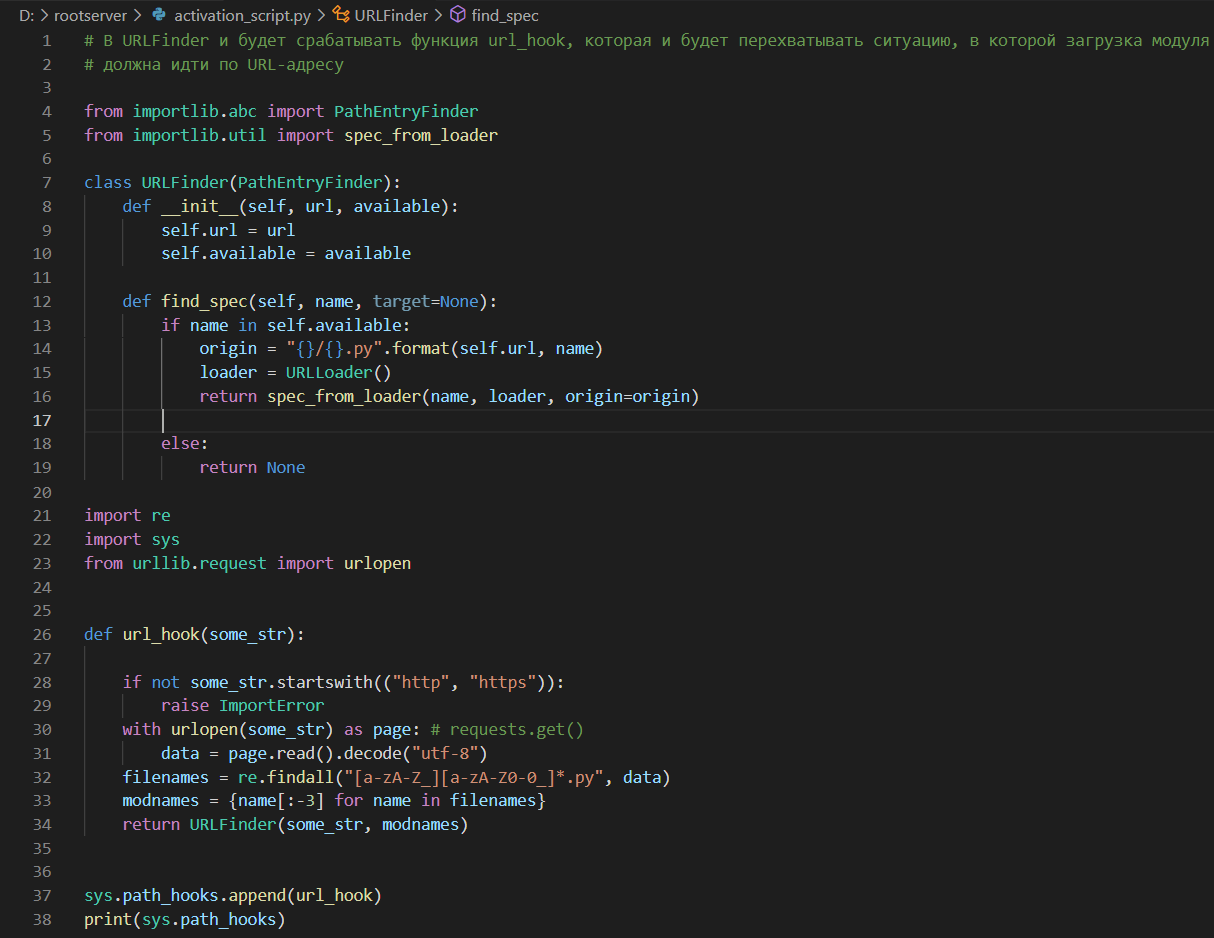 D: > rootserver > activation_script.py > URLFinder > find_spec
1 # В URLFinder и будет срабатывать функция url_hook, которая и будет перехватывать ситуацию, в которой загрузка модуля
2 # должна идти по URL-адресу
3
4 from importlib.abc import PathEntryFinder
5 from importlib.util import spec_from_loader
6
7 class URLFinder(PathEntryFinder):
8     def __init__(self, url, available):
9         self.url = url
10         self.available = available
11
12     def find_spec(self, name, target=None):
13         if name in self.available:
14             origin = "{}/{}.py".format(self.url, name)
15             loader = URLLoader()
16             return spec_from_loader(name, loader, origin=origin)
17
18         else:
19             return None
20
21 import re
22 import sys
23 from urllib.request import urlopen
24
25
26 def url_hook(some_str):
27
28     if not some_str.startswith(("http", "https")):
29         raise ImportError
30     with urlopen(some_str) as page: # requests.get()
31         data = page.read().decode("utf-8")
32     filenames = re.findall("[a-zA-Z_][a-zA-Z0-0_]*.py", data)
33     modnames = {name[:-3] for name in filenames}
34     return URLFinder(some_str, modnames)
35
36
37 sys.path_hooks.append(url_hook)
38 print(sys.path_hooks)